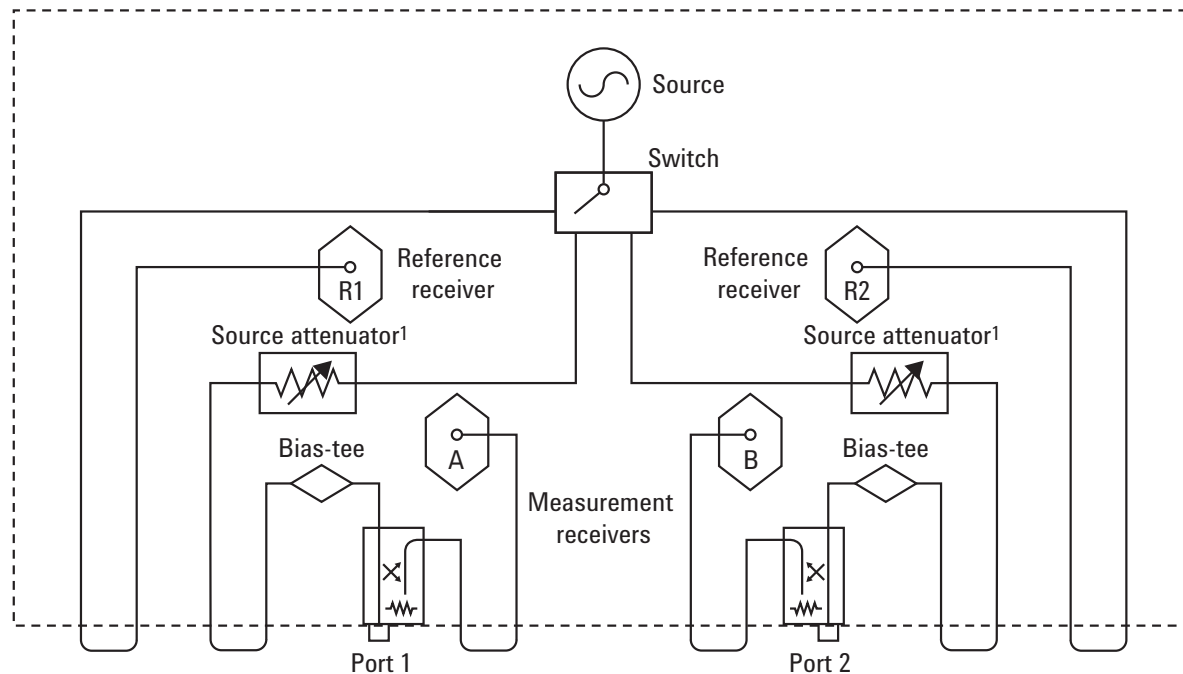 Source
Switch
Reference
receiver
R1
Reference
receiver
R2
Source attenuator¹
Source attenuator¹
A
B
Bias-tee
Bias-tee
Measurement
receivers
Port 1
Port 2